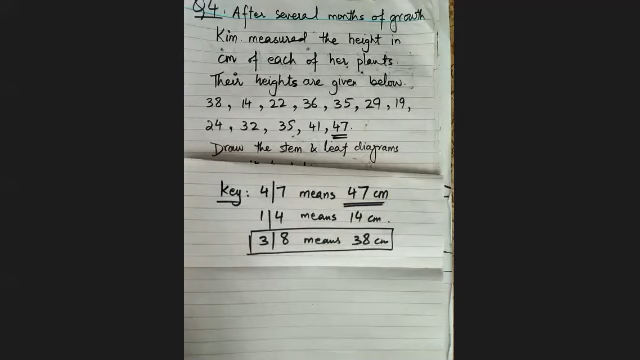 Q4. After several months of growth
Kim measured the height in
cm of each of her plants.
Their heights are given below
38, 14, 22, 36, 35, 29, 19,
24, 32, 35, 41, 47.
Draw the stem & leaf diagrams
Key: 4|7 means 47 cm
1|4 means 14 cm.
3|8 means 38 cm